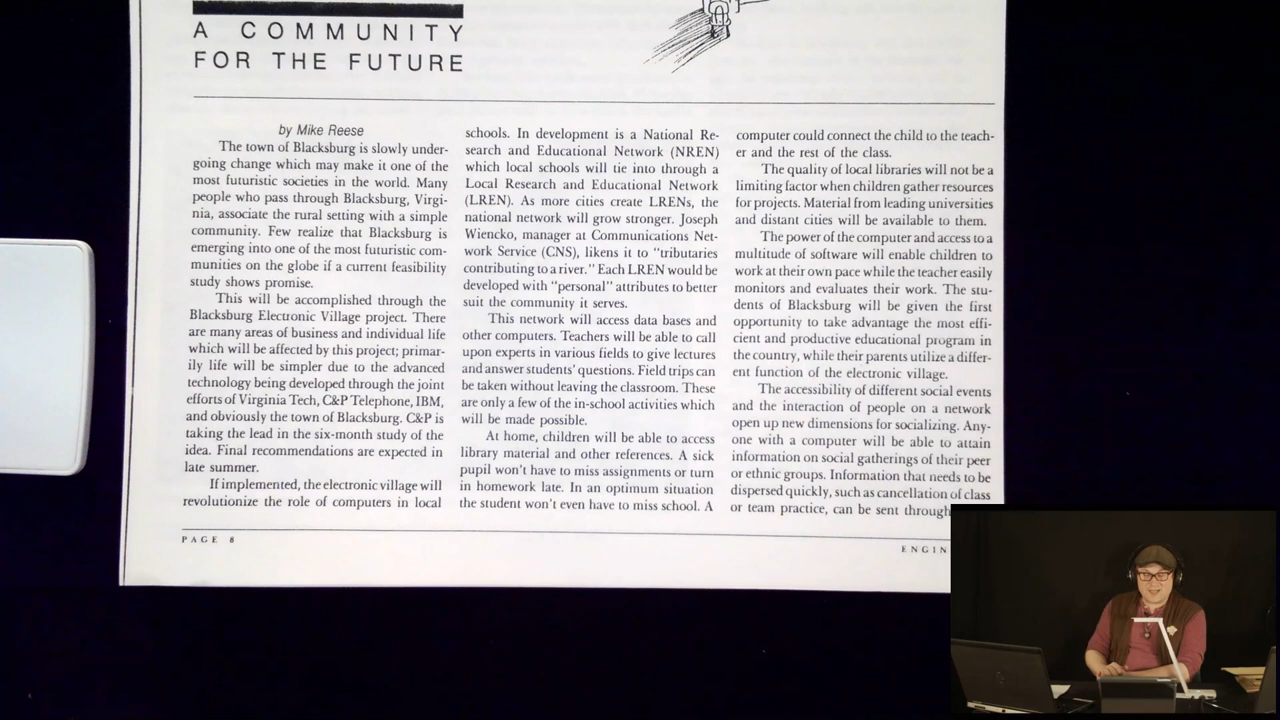 A COMMUNITY
FOR THE FUTURE
by Mike Reese
The town of Blacksburg is slowly under-
going change which may make it one of the
most futuristic societies in the world. Many
people who pass through Blacksburg, Virgi-
nia, associate the rural setting with a simple
community. Few realize that Blacksburg is
emerging into one of the most futuristic com-
munities on the globe if a current feasibility
study shows promise.
This will be accomplished through the
Blacksburg Electronic Village project. There
are many areas of business and individual life
which will be affected by this project; primar-
ily life will be simpler due to the advanced
technology being developed through the joint
efforts of Virginia Tech, C&P Telephone, IBM,
and obviously the town of Blacksburg. C&P is
taking the lead in the six-month study of the
idea. Final recommendations are expected in
late summer.
If implemented, the electronic village will
revolutionize the role of computers in local
schools. In development is a National Re-
search and Educational Network (NREN)
which local schools will tie into through a
Local Research and Educational Network
(LREN). As more cities create LRENs, the
national network will grow stronger. Joseph
Wiencko, manager at Communications Net-
work Service (CNS), likens it to "tributaries
contributing to a river." Each LREN would be
developed with "personal" attributes to better
suit the community it serves.
This network will access data bases and
other computers. Teachers will be able to call
upon experts in various fields to give lectures
and answer students' questions. Field trips can
be taken without leaving the classroom. These
are only a few of the in-school activities which
will be made possible.
At home, children will be able to access
library material and other references. A sick
pupil won't have to miss assignments or turn
in homework late. In an optimum situation
the student won't even have to miss school. A
computer could connect the child to the teach-
er and the rest of the class.
The quality of local libraries will not be a
limiting factor when children gather resources
for projects. Material from leading universities
and distant cities will be available to them.
The power of the computer and access to a
multitude of software will enable children to
work at their own pace while the teacher easily
monitors and evaluates their work. The stu-
dents of Blacksburg will be given the first
opportunity to take advantage the most effi-
cient and productive educational program in
the country, while their parents utilize a differ-
ent function of the electronic village.
The accessibility of different social events
and the interaction of people on a network
open up new dimensions for socializing. Any-
one with a computer will be able to attain
information on social gatherings of their peer
or ethnic groups. Information that needs to be
dispersed quickly, such as cancellation of class
or team practice, can be sent through
PAGE 8
ENGIN